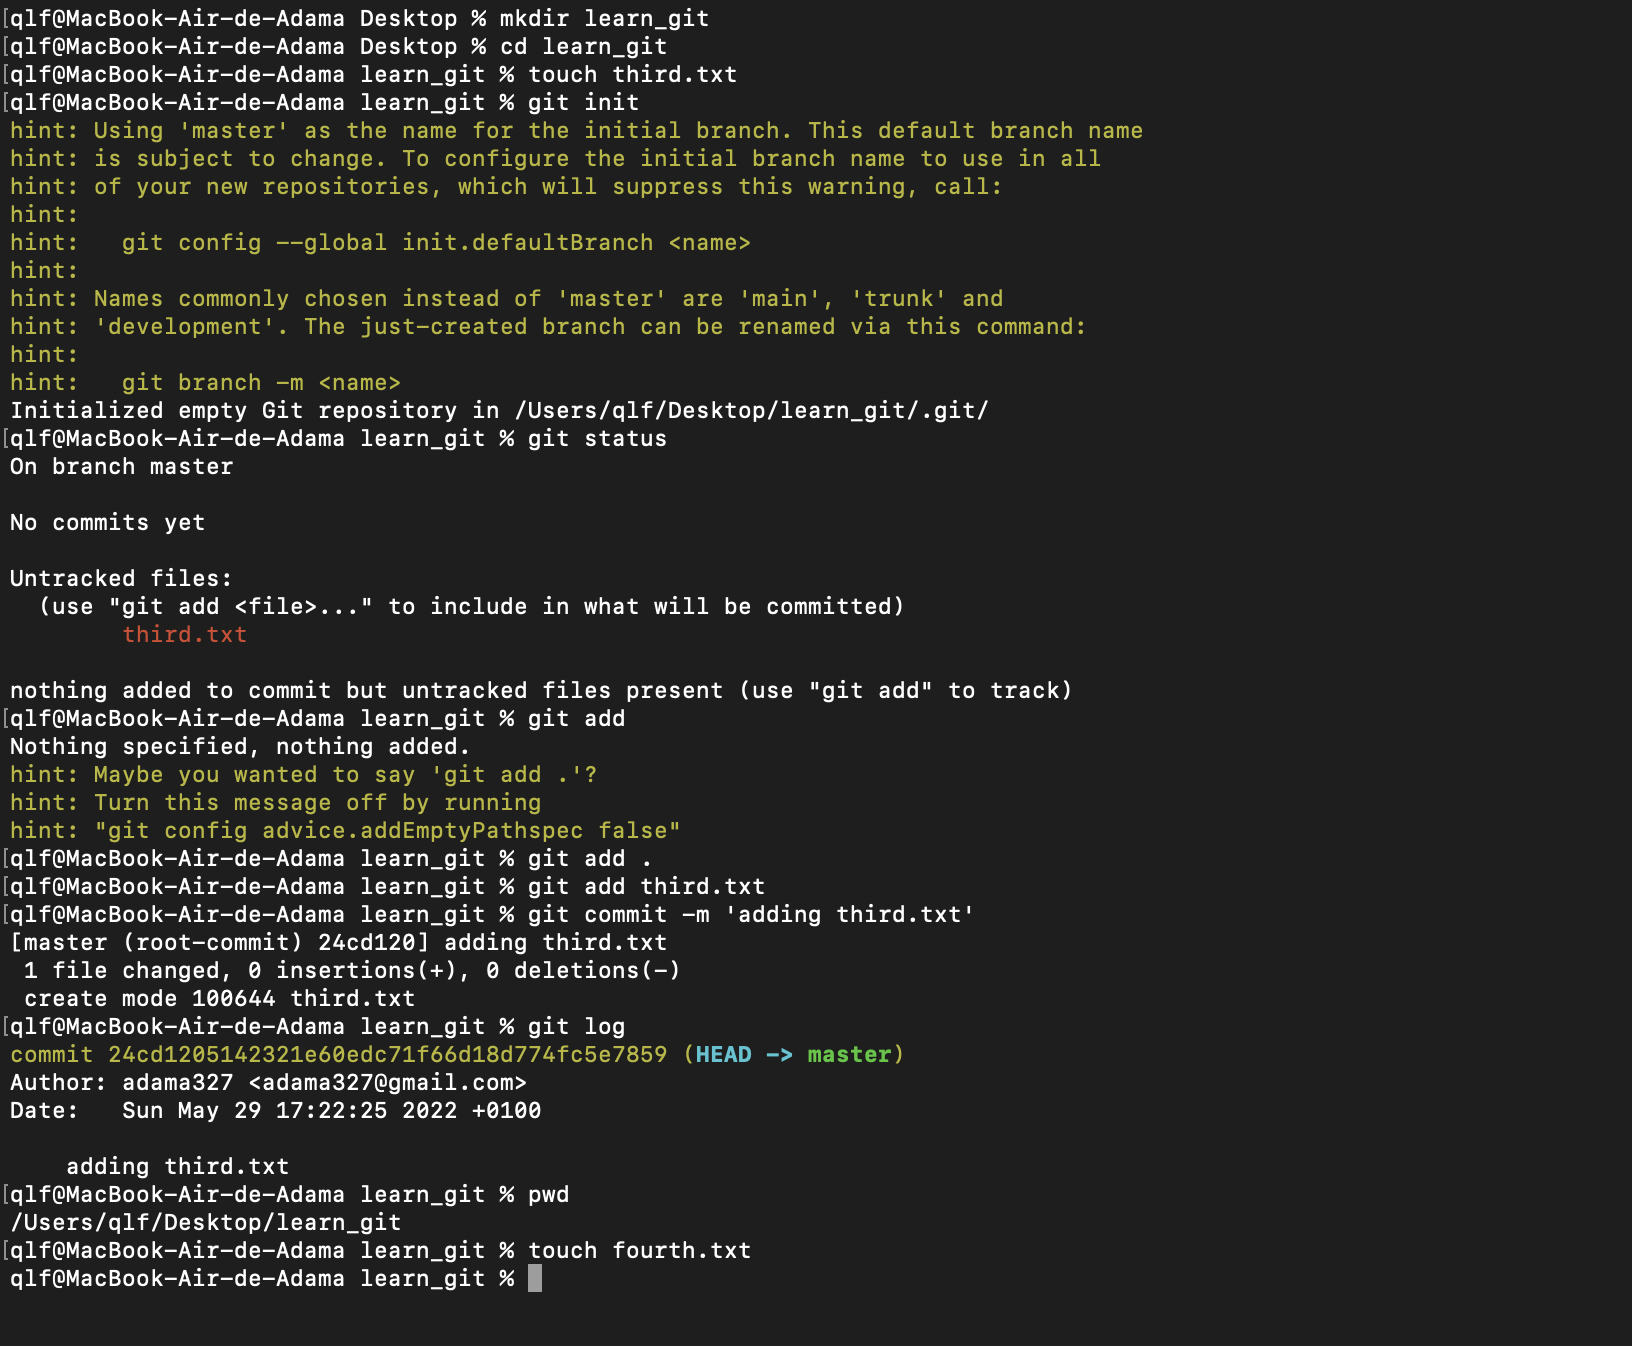 [qlf@MacBook-Air-de-Adama Desktop % mkdir learn_git
[qlf@MacBook-Air-de-Adama Desktop % cd learn_git
[qlf@MacBook-Air-de-Adama learn_git % touch third.txt
[qlf@MacBook-Air-de-Adama learn_git % git init
hint: Using 'master' as the name for the initial branch. This default branch name
hint: is subject to change. To configure the initial branch name to use in all
hint: of your new repositories, which will suppress this warning, call:
hint:
hint:   git config --global init.defaultBranch <name>
hint:
hint: Names commonly chosen instead of 'master' are 'main', 'trunk' and
hint: 'development'. The just-created branch can be renamed via this command:
hint:
hint:   git branch -m <name>
Initialized empty Git repository in /Users/qlf/Desktop/learn_git/.git/
[qlf@MacBook-Air-de-Adama learn_git % git status
On branch master

No commits yet

Untracked files:
  (use "git add <file>..." to include in what will be committed)
        third.txt

nothing added to commit but untracked files present (use "git add" to track)
[qlf@MacBook-Air-de-Adama learn_git % git add
Nothing specified, nothing added.
hint: Maybe you wanted to say 'git add .'?
hint: Turn this message off by running
hint: "git config advice.addEmptyPathspec false"
[qlf@MacBook-Air-de-Adama learn_git % git add .
[qlf@MacBook-Air-de-Adama learn_git % git add third.txt
[qlf@MacBook-Air-de-Adama learn_git % git commit -m 'adding third.txt'
[master (root-commit) 24cd120] adding third.txt
 1 file changed, 0 insertions(+), 0 deletions(-)
 create mode 100644 third.txt
[qlf@MacBook-Air-de-Adama learn_git % git log
commit 24cd1205142321e60edc71f66d18d774fc5e7859 (HEAD -> master)
Author: adama327 <adama327@gmail.com>
Date:   Sun May 29 17:22:25 2022 +0100

    adding third.txt
[qlf@MacBook-Air-de-Adama learn_git % pwd
/Users/qlf/Desktop/learn_git
[qlf@MacBook-Air-de-Adama learn_git % touch fourth.txt
qlf@MacBook-Air-de-Adama learn_git %